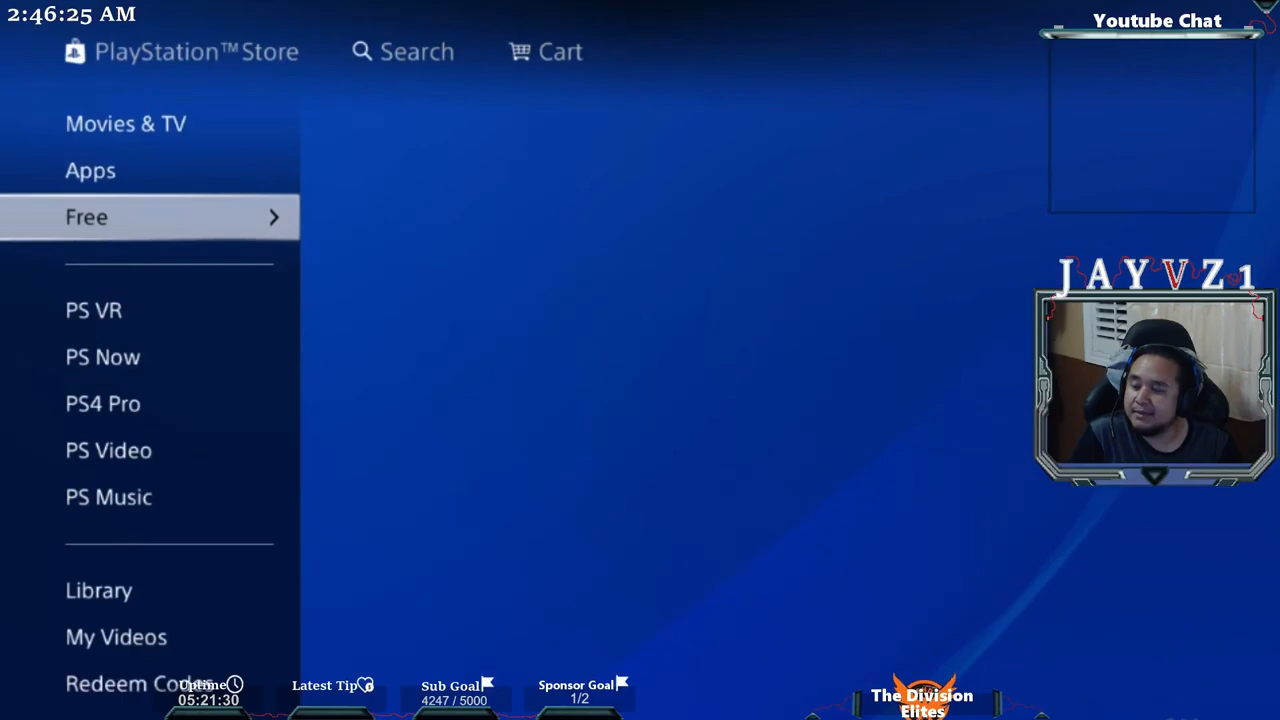 2:46:25 AM
PlayStation™Store
Search
Cart
Youtube Chat
Movies & TV
Apps
Free
PS VR
PS Now
PS4 Pro
PS Video
PS Music
Library
My Videos
Redeem
JAYVZ1
Uptime
05:21:30
Latest Tip
Sub Goal
4247 / 5000
Sponsor Goal
1/2
The Division
Elites